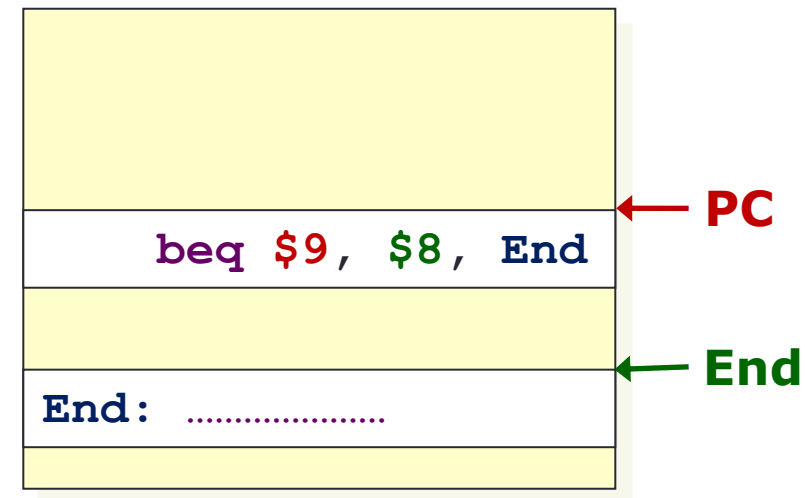 PC
beq $9, $8, End
End
End: .....................